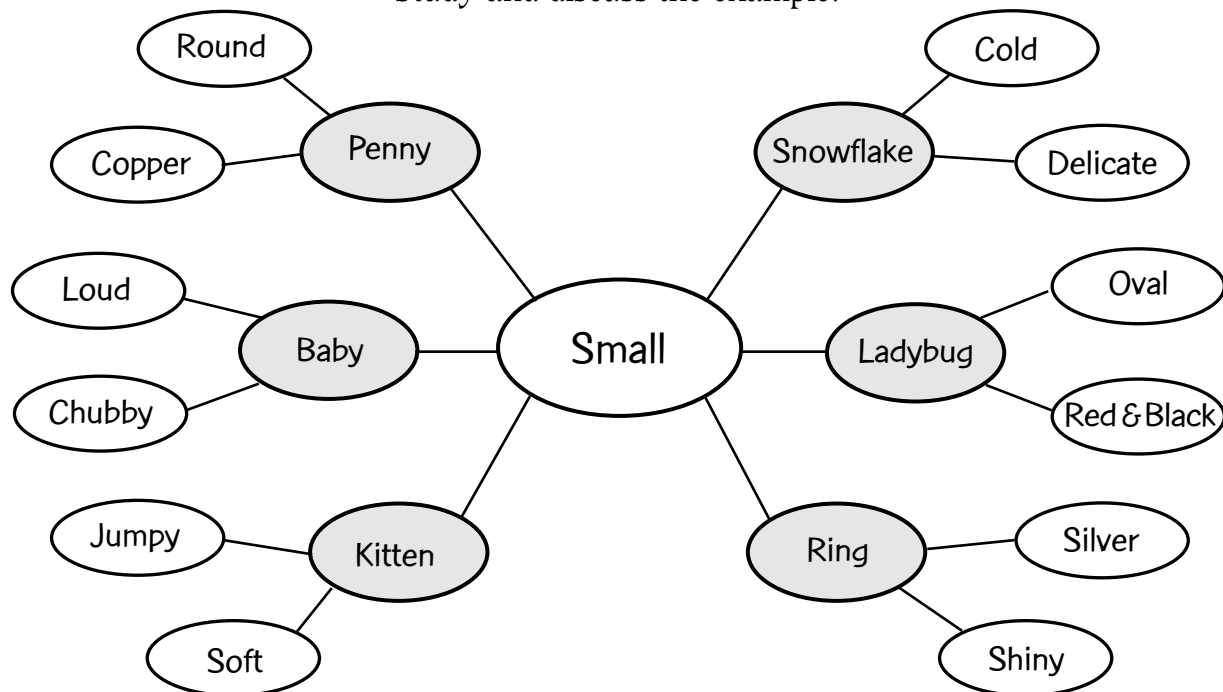 Study and discuss the example.
Round
Copper
Penny
Cold
Snowflake
Delicate
Loud
Baby
Chubby
Small
Oval
Ladybug
Red & Black
Jumpy
Kitten
Soft
Silver
Ring
Shiny